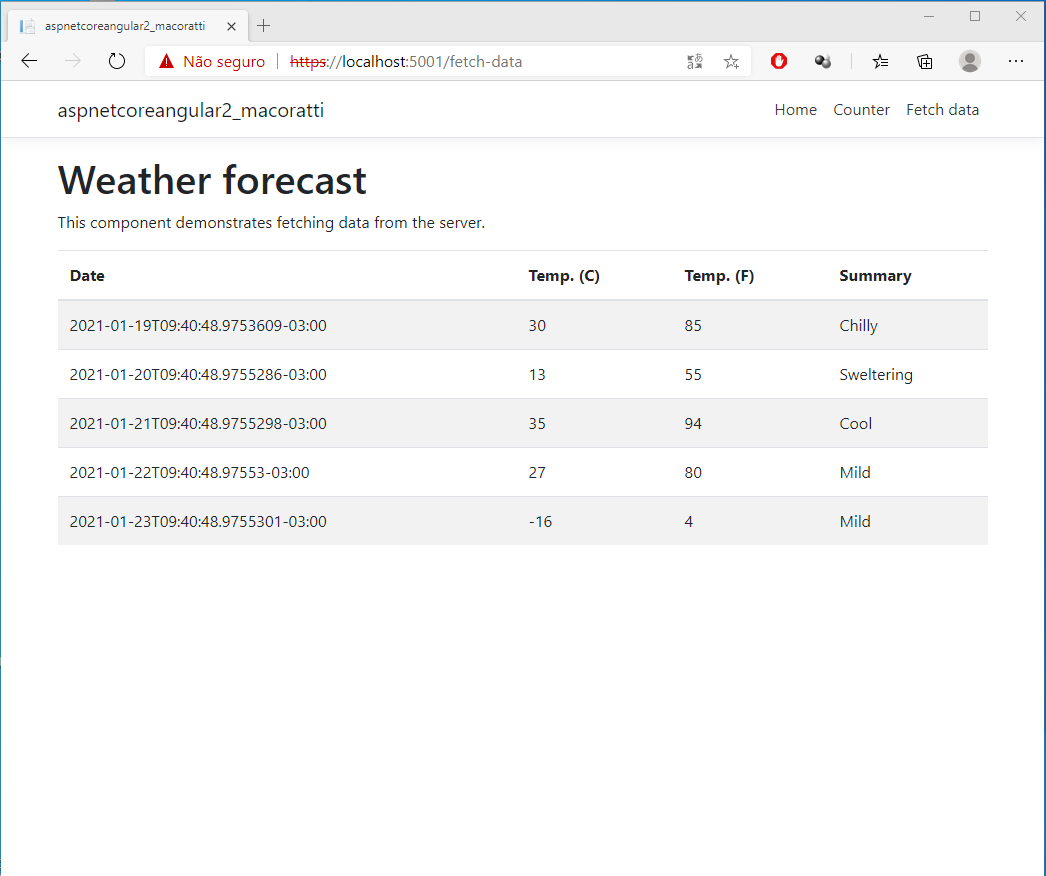 aspnetcoreangular2_macoratti
Não seguro https://localhost:5001/fetch-data
aspnetcoreangular2_macoratti Home Counter Fetch data
Weather forecast
This component demonstrates fetching data from the server.
Date Temp. (C) Temp. (F) Summary
2021-01-19T09:40:48.9753609-03:00 30 85 Chilly
2021-01-20T09:40:48.9755286-03:00 13 55 Sweltering
2021-01-21T09:40:48.9755298-03:00 35 94 Cool
2021-01-22T09:40:48.97553-03:00 27 80 Mild
2021-01-23T09:40:48.9755301-03:00 -16 4 Mild